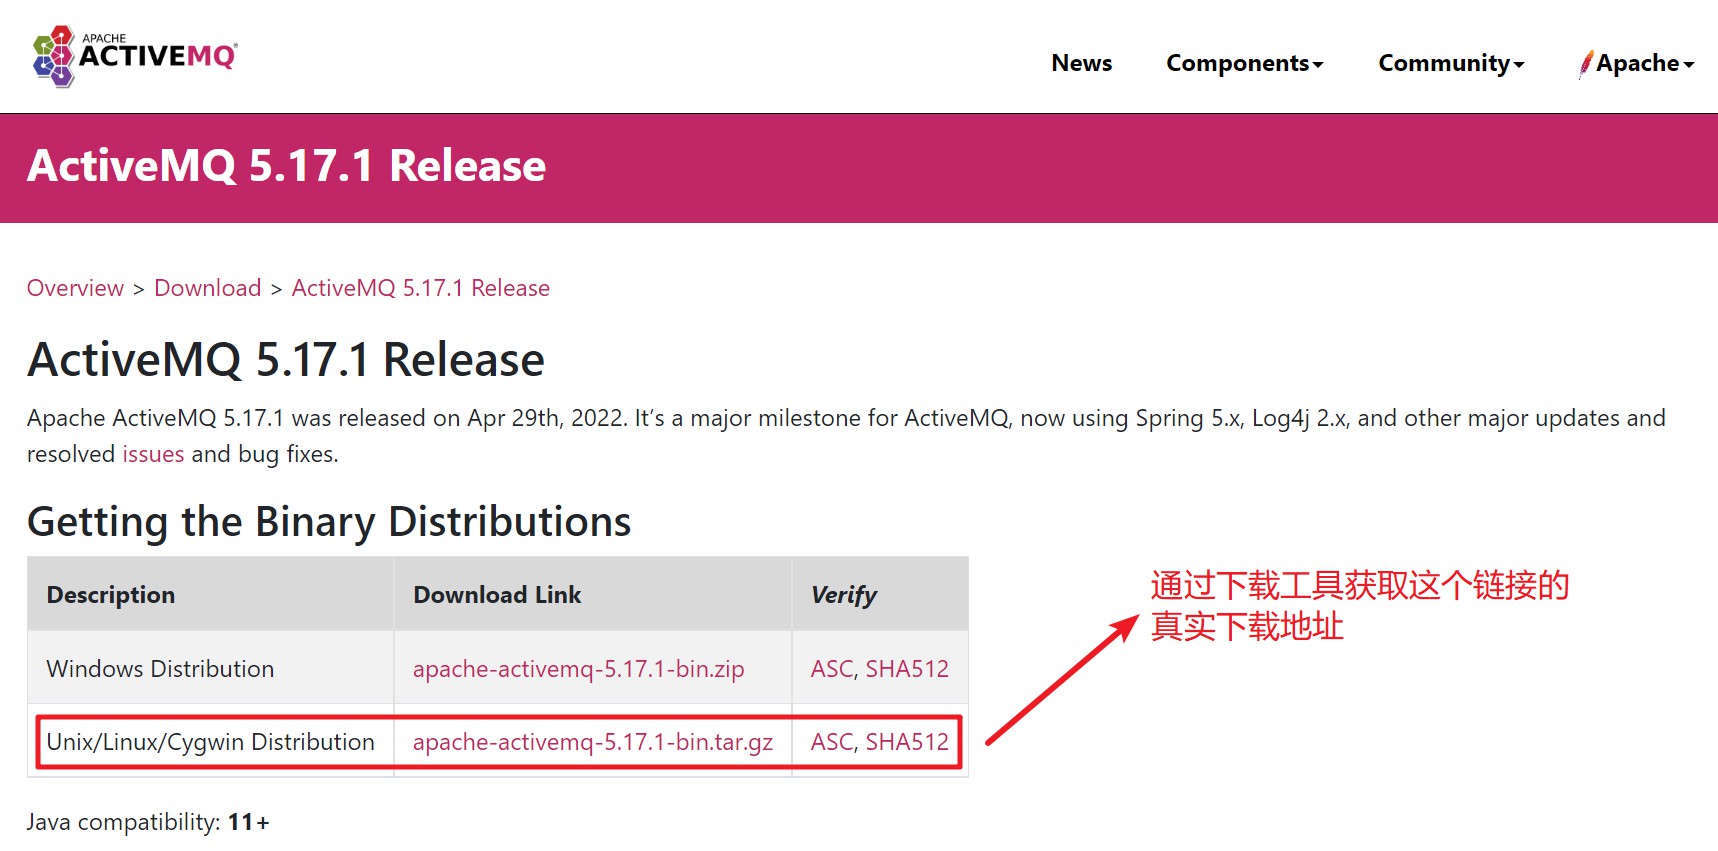 APACHE
ACTIVEMQ
News Components Community Apache
ActiveMQ 5.17.1 Release
Overview > Download > ActiveMQ 5.17.1 Release
ActiveMQ 5.17.1 Release
Apache ActiveMQ 5.17.1 was released on Apr 29th, 2022. It’s a major milestone for ActiveMQ, now using Spring 5.x, Log4j 2.x, and other major updates and
resolved issues and bug fixes.
Getting the Binary Distributions
Description Download Link Verify
Windows Distribution apache-activemq-5.17.1-bin.zip ASC, SHA512
Unix/Linux/Cygwin Distribution apache-activemq-5.17.1-bin.tar.gz ASC, SHA512
通过下载工具获取这个链接的
真实下载地址
Java compatibility: 11+